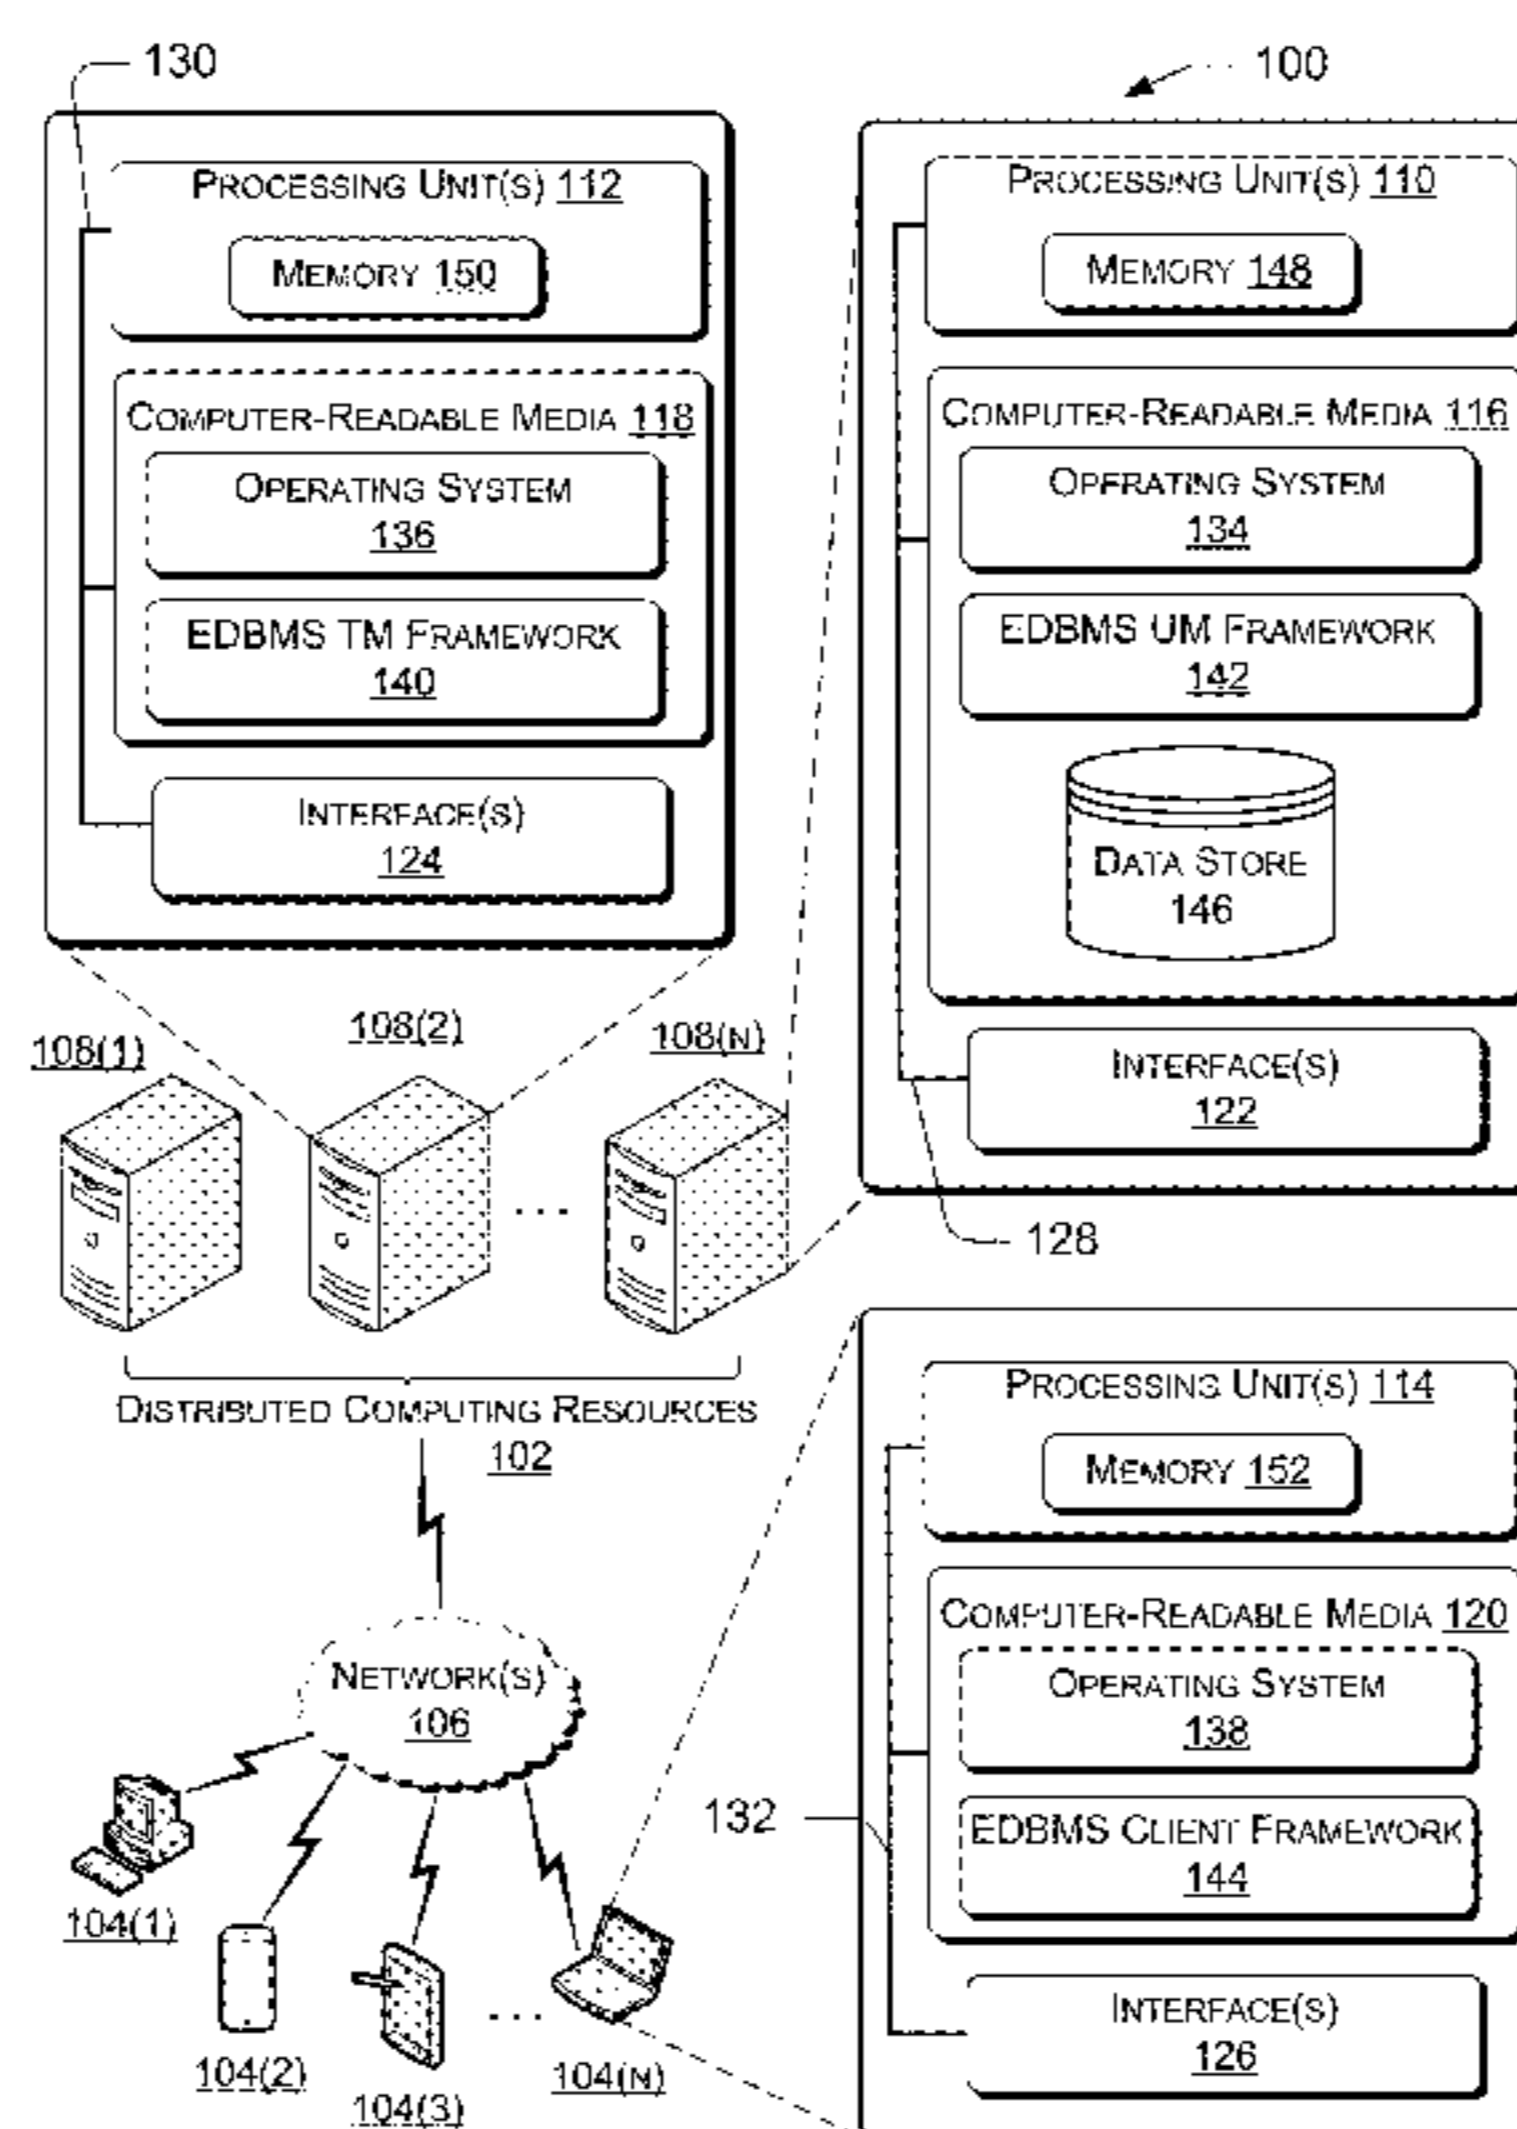 130
100
PROCESSING UNIT(S) 112
MEMORY 150
COMPUTER-READABLE MEDIA 118
OPERATING SYSTEM
136
EDBMS TM FRAMEWORK
140
INTERFACE(S)
124
PROCESSING UNIT(S) 110
MEMORY 148
COMPUTER-READABLE MEDIA 116
OPERATING SYSTEM
134
EDBMS UM FRAMEWORK
142
DATA STORE
146
INTERFACE(S)
122
128
108(1)
108(2)
108(N)
...
DISTRIBUTED COMPUTING RESOURCES
102
NETWORK(S)
106
104(1)
104(2)
104(3)
...
104(N)
PROCESSING UNIT(S) 114
MEMORY 152
COMPUTER-READABLE MEDIA 120
OPERATING SYSTEM
138
EDBMS CLIENT FRAMEWORK
144
132
INTERFACE(S)
126